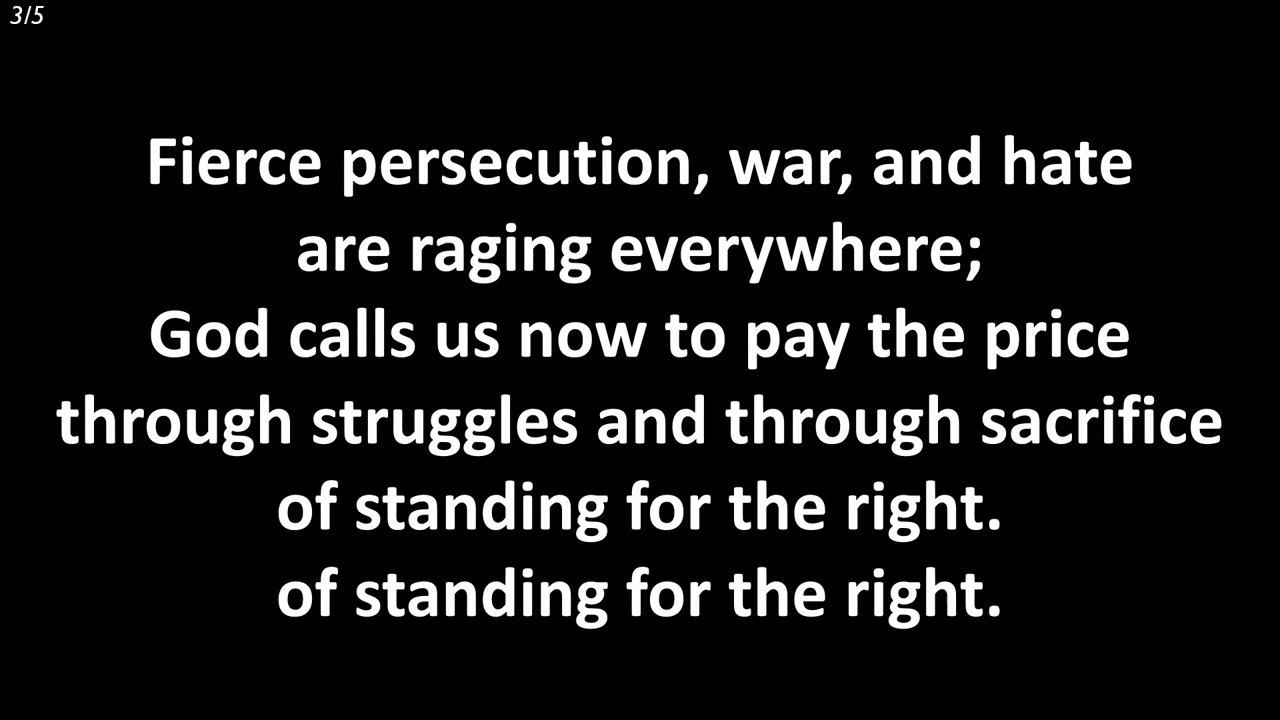 3/5
Fierce persecution, war, and hate
are raging everywhere;
God calls us now to pay the price
through struggles and through sacrifice
of standing for the right.
of standing for the right.